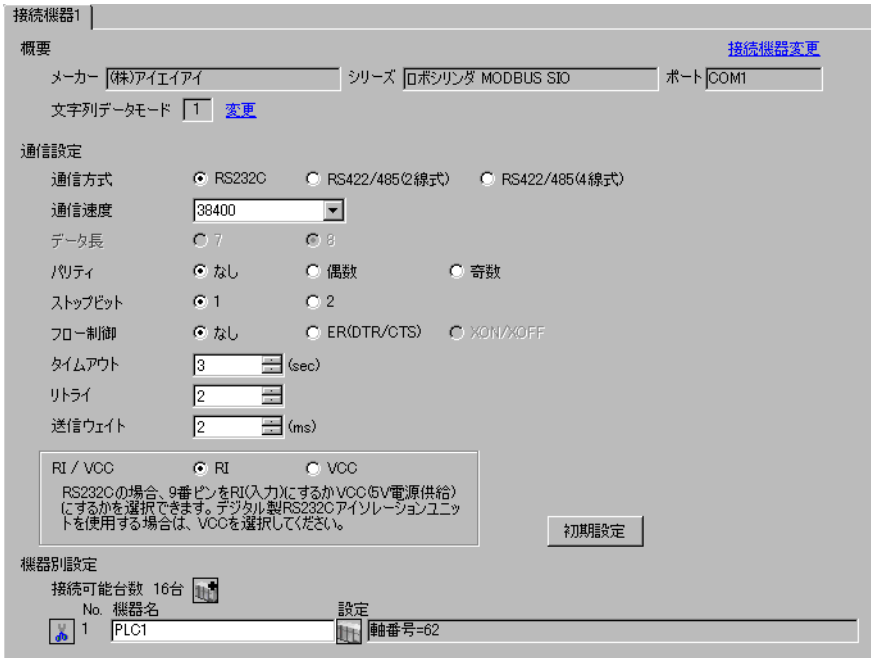 接続機器1
概要 接続機器変更
メーカー (株)アイエイアイ シリーズ ロボシリンダ MODBUS SIO ポート COM1
文字列データモード 1 変更
通信設定
通信方式 RS232C RS422/485(2線式) RS422/485(4線式)
通信速度 38400
データ長 7 8
パリティ なし 偶数 奇数
ストップビット 1 2
フロー制御 なし ER(DTR/CTS) XON/XOFF
タイムアウト 3 (sec)
リトライ 2
送信ウェイト 2 (ms)
RI / VCC RI VCC
RS232Cの場合、9番ピンをRI(入力)にするかVCC(5V電源供給)
にするかを選択できます。デジタル製RS232Cアイソレーションユニッ
トを使用する場合は、VCCを選択してください。
初期設定
機器別設定
接続可能台数 16台
No. 機器名 設定
1 PLC1 軸番号=62